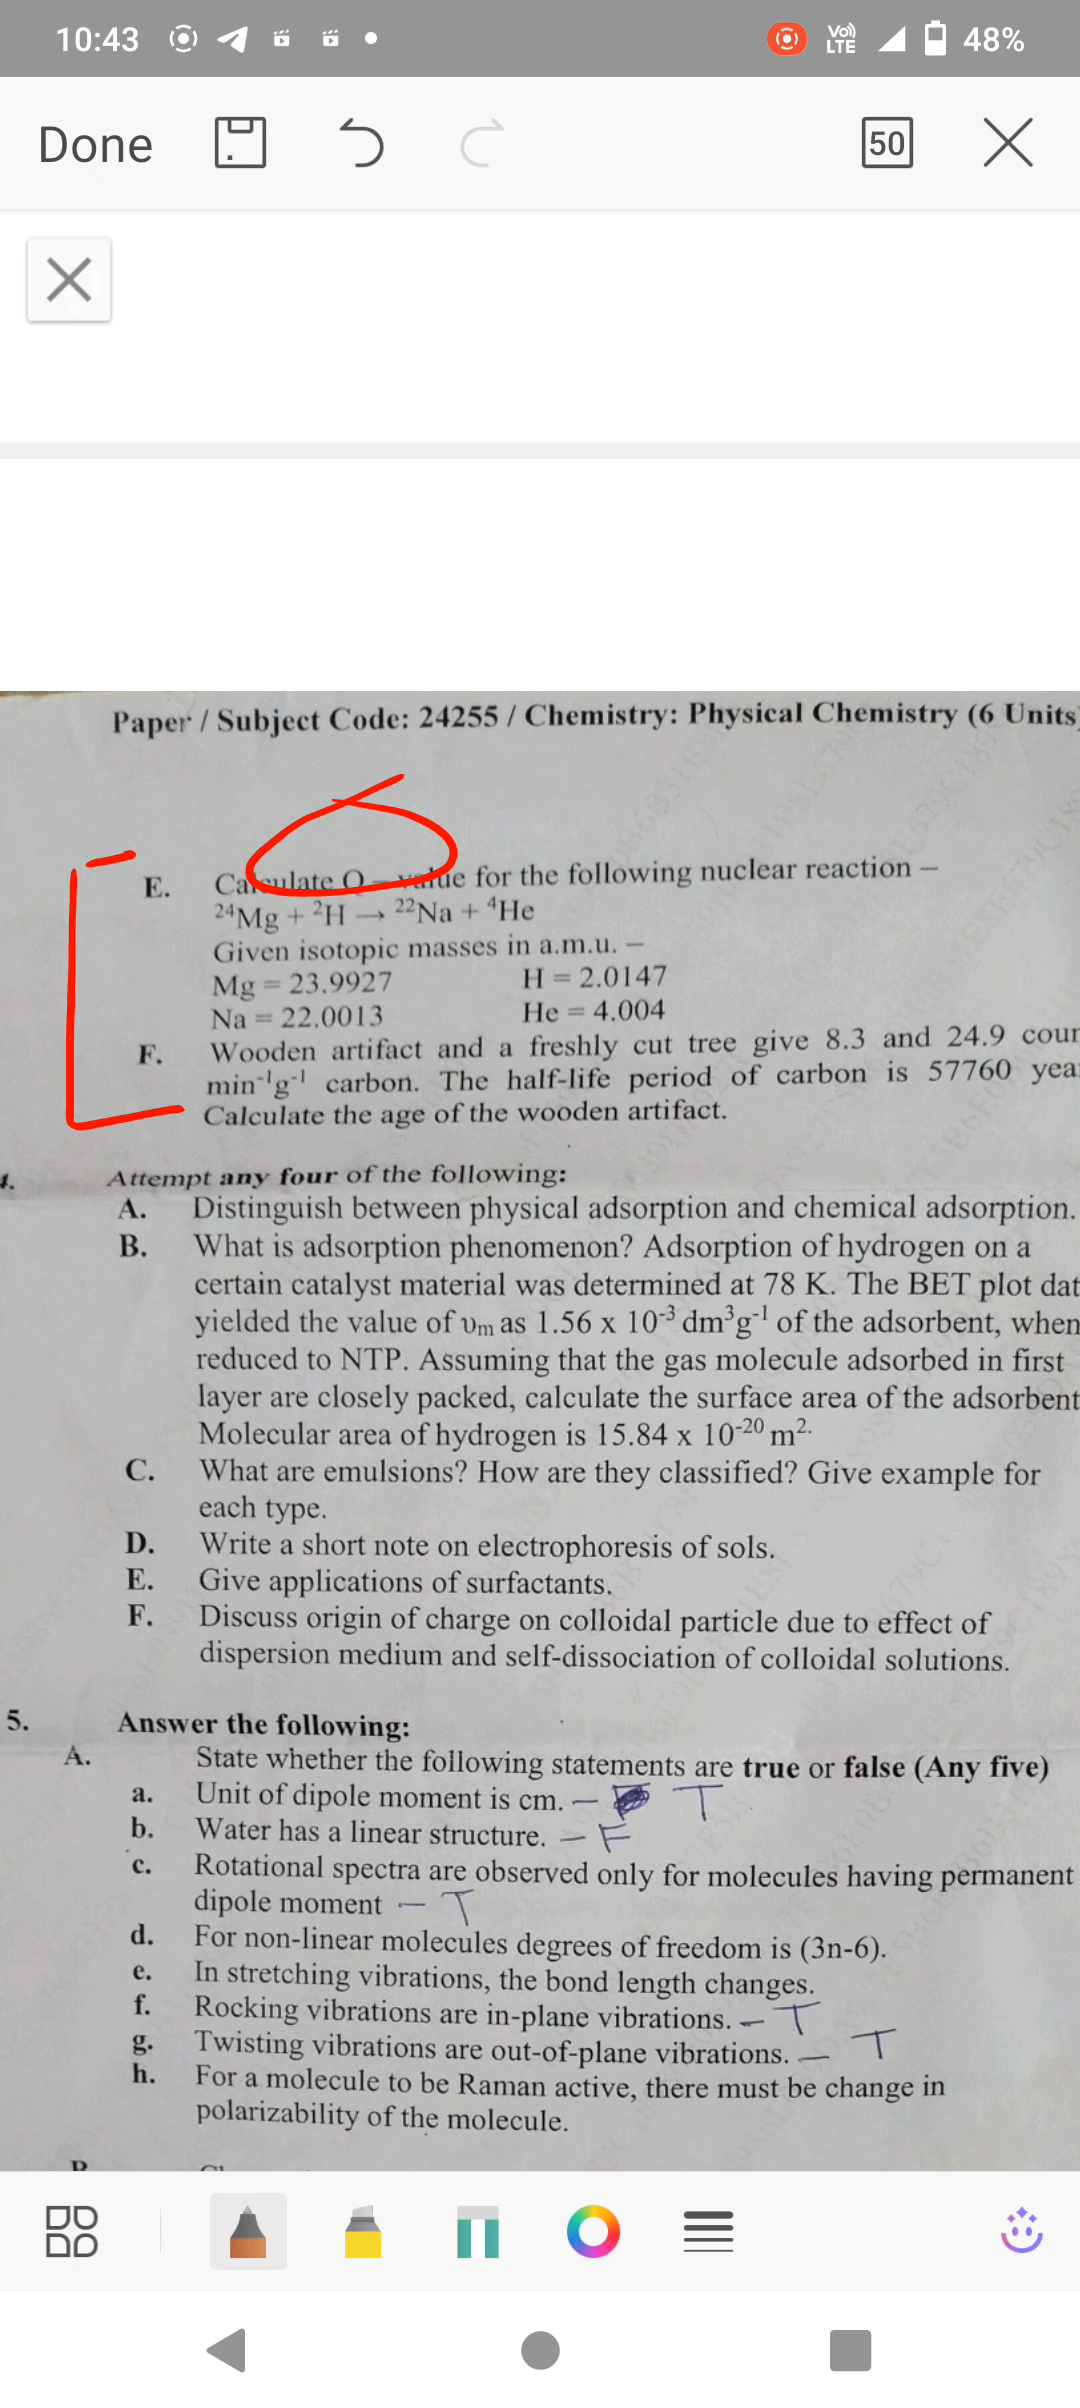 10:43
Vo)) LTE 48%
Done
50
Paper / Subject Code: 24255 / Chemistry: Physical Chemistry (6 Units
E. Calculate Q – value for the following nuclear reaction –
²⁴Mg + ²H → ²²Na + ⁴He
Given isotopic masses in a.m.u. –
Mg = 23.9927 H = 2.0147
Na = 22.0013 He = 4.004
F. Wooden artifact and a freshly cut tree give 8.3 and 24.9
min⁻¹g⁻¹ carbon. The half-life period of carbon is 57760
Calculate the age of the wooden artifact.
4. Attempt any four of the following:
A. Distinguish between physical adsorption and chemical adsorption.
B. What is adsorption phenomenon? Adsorption of hydrogen on a
certain catalyst material was determined at 78 K. The BET plot dat
yielded the value of υm as 1.56 x 10⁻³ dm³g⁻¹ of the adsorbent, when
reduced to NTP. Assuming that the gas molecule adsorbed in first
layer are closely packed, calculate the surface area of the adsorbent
Molecular area of hydrogen is 15.84 x 10⁻²⁰ m².
C. What are emulsions? How are they classified? Give example for
each type.
D. Write a short note on electrophoresis of sols.
E. Give applications of surfactants.
F. Discuss origin of charge on colloidal particle due to effect of
dispersion medium and self-dissociation of colloidal solutions.
5. Answer the following:
A. State whether the following statements are true or false (Any five)
a. Unit of dipole moment is cm. – T
b. Water has a linear structure. – F
c. Rotational spectra are observed only for molecules having permanent
dipole moment – T
d. For non-linear molecules degrees of freedom is (3n-6).
e. In stretching vibrations, the bond length changes.
f. Rocking vibrations are in-plane vibrations. – T
g. Twisting vibrations are out-of-plane vibrations. – T
h. For a molecule to be Raman active, there must be change in
polarizability of the molecule.